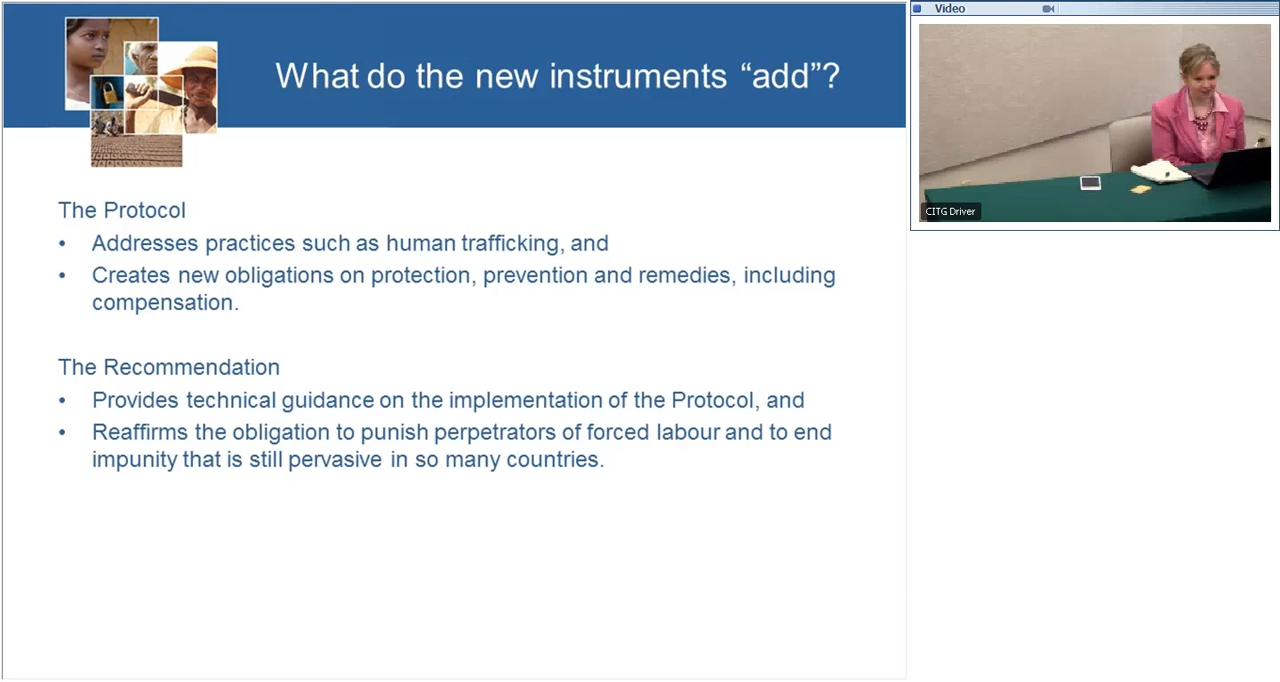 What do the new instruments “add”?
The Protocol
• Addresses practices such as human trafficking, and
• Creates new obligations on protection, prevention and remedies, including
compensation.
The Recommendation
• Provides technical guidance on the implementation of the Protocol, and
• Reaffirms the obligation to punish perpetrators of forced labour and to end
impunity that is still pervasive in so many countries.
Video
CITG Driver